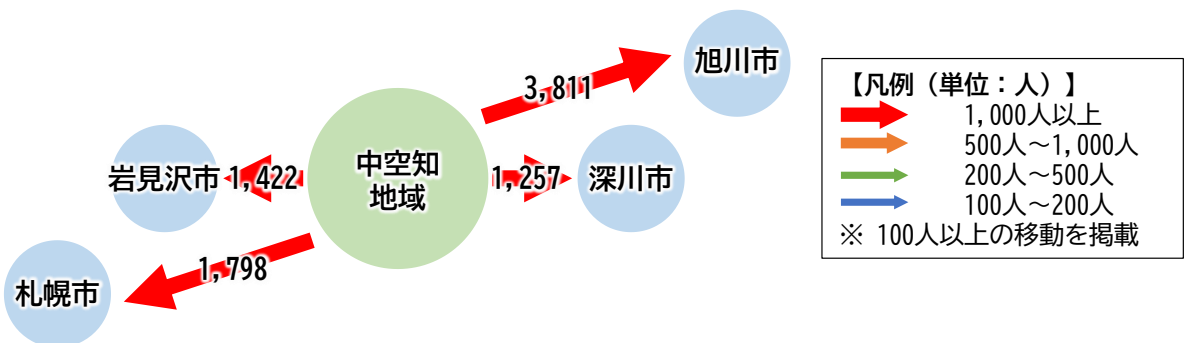 旭川市
3,811
中空知
地域
岩見沢市
1,422
1,257
深川市
1,798
札幌市
【凡例（単位：人）】
1,000人以上
500人～1,000人
200人～500人
100人～200人
※ 100人以上の移動を掲載